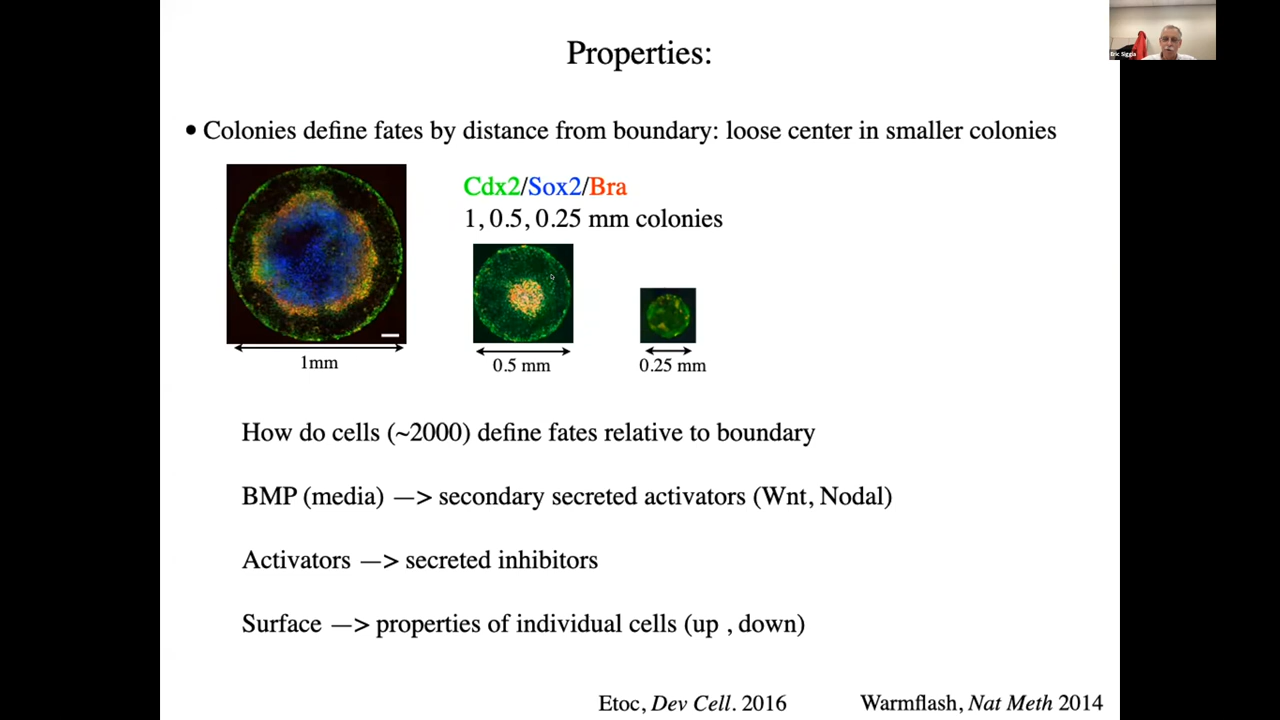 Properties:
Eric Siggia
• Colonies define fates by distance from boundary: loose center in smaller colonies
Cdx2/Sox2/Bra
1, 0.5, 0.25 mm colonies
1mm
0.5 mm
0.25 mm
How do cells (~2000) define fates relative to boundary
BMP (media) —> secondary secreted activators (Wnt, Nodal)
Activators —> secreted inhibitors
Surface —> properties of individual cells (up , down)
Etoc, Dev Cell. 2016
Warmflash, Nat Meth 2014